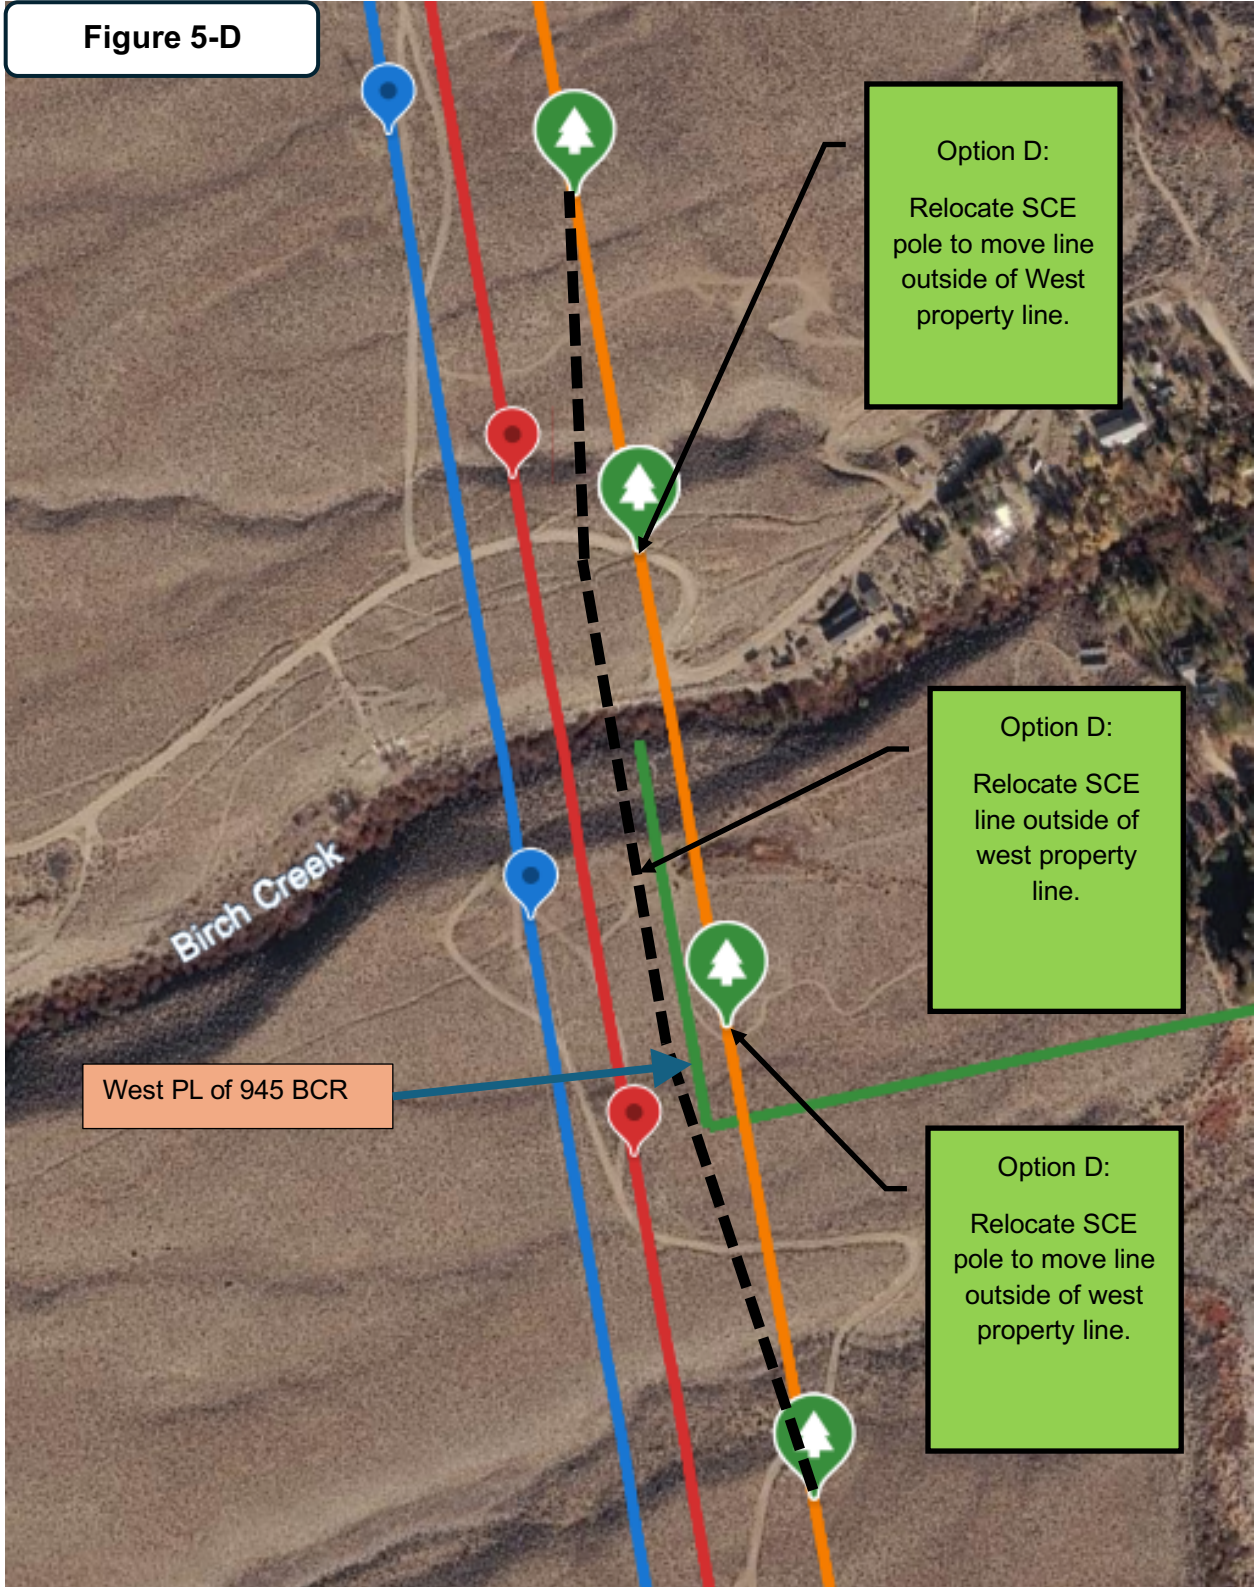 Figure 5-D
Option D:
Relocate SCE
pole to move line
outside of West
property line.
Option D:
Relocate SCE
line outside of
west property
line.
Birch Creek
West PL of 945 BCR
Option D:
Relocate SCE
pole to move line
outside of west
property line.